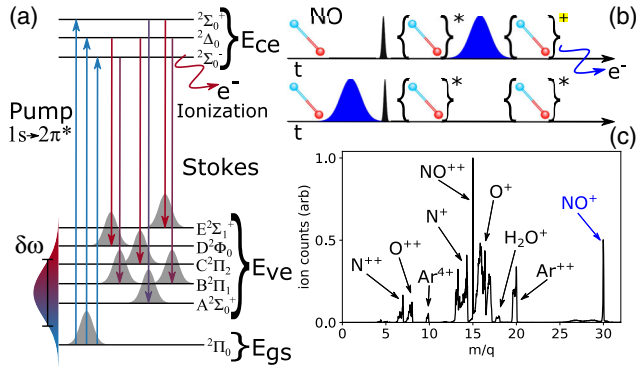 (a)
²Σ₀⁺
²Δ₀
²Σ₀⁻
E_ce
e⁻
Ionization
Pump
1s→2π*
Stokes
δω
E²Σ₁⁺
D²Φ₀
C²Π₂
B²Π₁
A²Σ₀⁺
E_ve
²Π₀
E_gs
(b)
NO
{ }*
{ }+
t
e⁻
{ }*
{ }*
t
(c)
1.0
0.5
0.0
ion counts (arb)
NO⁺⁺
O⁺
N⁺
NO⁺
H₂O⁺
O⁺⁺
N⁺⁺
Ar⁴⁺
Ar⁺⁺
0 5 10 15 20 25 30
m/q